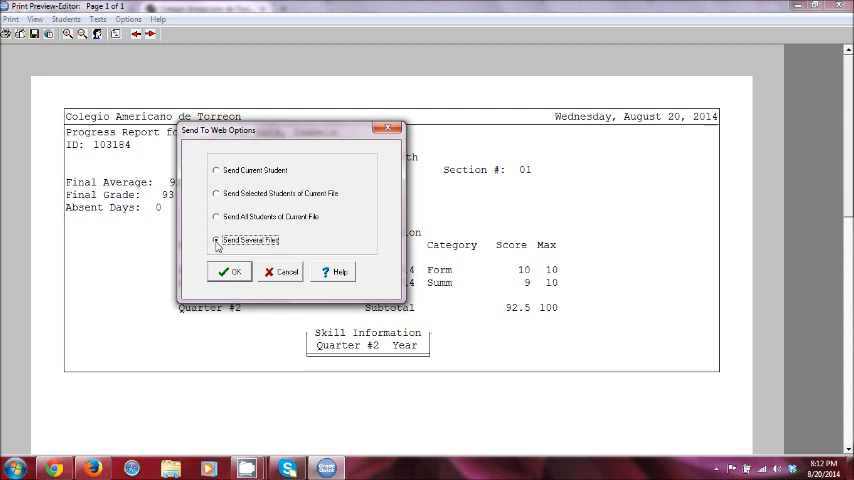 Print Preview-Editor: Page 1 of 1
Print View Students Tests Options Help
Colegio Americano de Torreon
Wednesday, August 20, 2014
Progress Report fo
ID: 103184
th
Section #: 01
Final Average: 9
Final Grade: 93
Absent Days: 0
Send To Web Options
Send Current Student
Send Selected Students of Current File
Send All Students of Current File
Send Several Files
OK Cancel Help
on
Category Score Max
4 Form 10 10
4 Summ 9 10
Quarter #2 Subtotal 92.5 100
Skill Information
Quarter #2 Year
Grade Quick
8:12 PM
8/20/2014